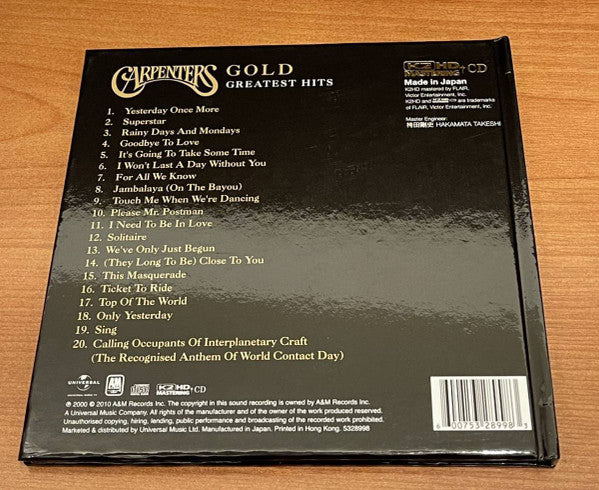 CARPENTERS GOLD
GREATEST HITS
1. Yesterday Once More
2. Superstar
3. Rainy Days And Mondays
4. Goodbye To Love
5. It's Going To Take Some Time
6. I Won't Last A Day Without You
7. For All We Know
8. Jambalaya (On The Bayou)
9. Touch Me When We're Dancing
10. Please Mr. Postman
11. I Need To Be In Love
12. Solitaire
13. We've Only Just Begun
14. (They Long To Be) Close To You
15. This Masquerade
16. Ticket To Ride
17. Top Of The World
18. Only Yesterday
19. Sing
20. Calling Occupants Of Interplanetary Craft
(The Recognised Anthem Of World Contact Day)
K2 HD MASTERING CD
Made in Japan
K2HD mastered by FLAIR,
Victor Entertainment, Inc.
K2HD and are trademarks
of FLAIR, Victor Entertainment, Inc.
Master Engineer:
袴田剛史 HAKAMATA TAKESHI
UNIVERSAL
A&M
K2 HD MASTERING CD
℗ 2000 © 2010 A&M Records Inc. The copyright in this sound recording is owned by A&M Records Inc.
A Universal Music Company. All rights of the manufacturer and of the owner of the work produced reserved.
Unauthorised copying, hiring, lending, public performance and broadcasting of the recorded work prohibited.
Marketed & distributed by Universal Music Ltd. Manufactured in Japan. Printed in Hong Kong. 5328998
6 00753 28998 3